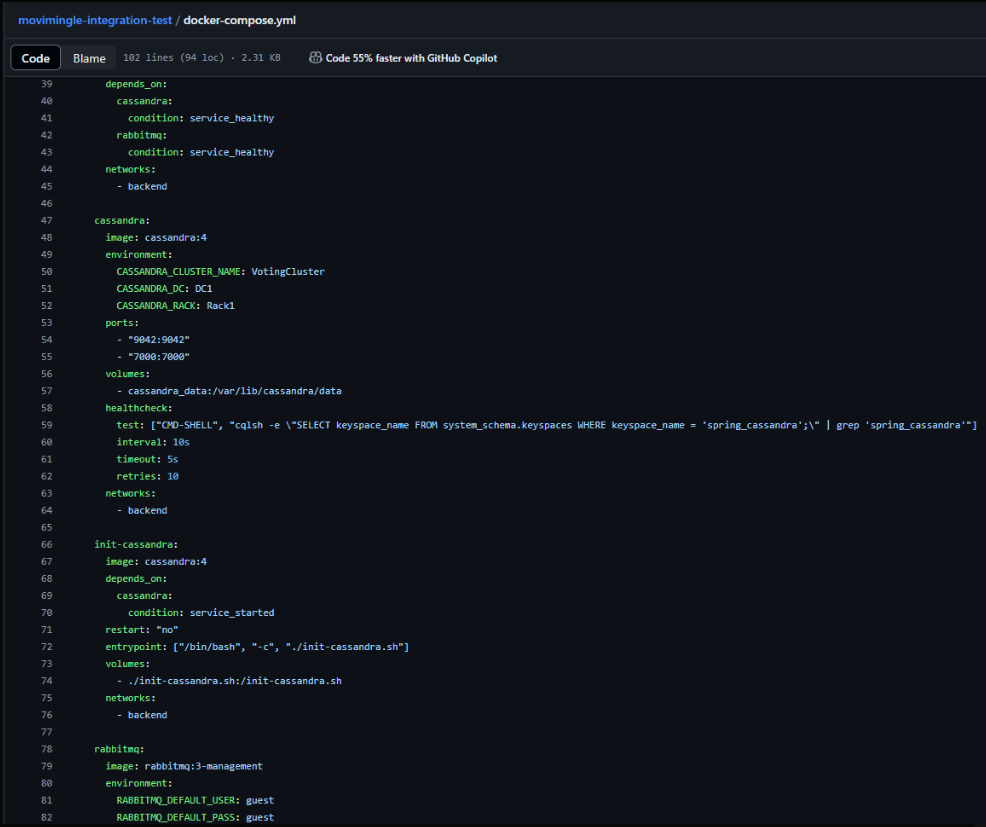 movimingle-integration-test / docker-compose.yml
Code Blame 102 lines (94 loc) · 2.31 KB Code 55% faster with GitHub Copilot
39 depends_on:
40 cassandra:
41 condition: service_healthy
42 rabbitmq:
43 condition: service_healthy
44 networks:
45 - backend
46
47 cassandra:
48 image: cassandra:4
49 environment:
50 CASSANDRA_CLUSTER_NAME: VotingCluster
51 CASSANDRA_DC: DC1
52 CASSANDRA_RACK: Rack1
53 ports:
54 - "9042:9042"
55 - "7000:7000"
56 volumes:
57 - cassandra_data:/var/lib/cassandra/data
58 healthcheck:
59 test: ["CMD-SHELL", "cqlsh -e \"SELECT keyspace_name FROM system_schema.keyspaces WHERE keyspace_name = 'spring_cassandra';\" | grep 'spring_cassandra'"]
60 interval: 10s
61 timeout: 5s
62 retries: 10
63 networks:
64 - backend
65
66 init-cassandra:
67 image: cassandra:4
68 depends_on:
69 cassandra:
70 condition: service_started
71 restart: "no"
72 entrypoint: ["/bin/bash", "-c", "./init-cassandra.sh"]
73 volumes:
74 - ./init-cassandra.sh:/init-cassandra.sh
75 networks:
76 - backend
77
78 rabbitmq:
79 image: rabbitmq:3-management
80 environment:
81 RABBITMQ_DEFAULT_USER: guest
82 RABBITMQ_DEFAULT_PASS: guest